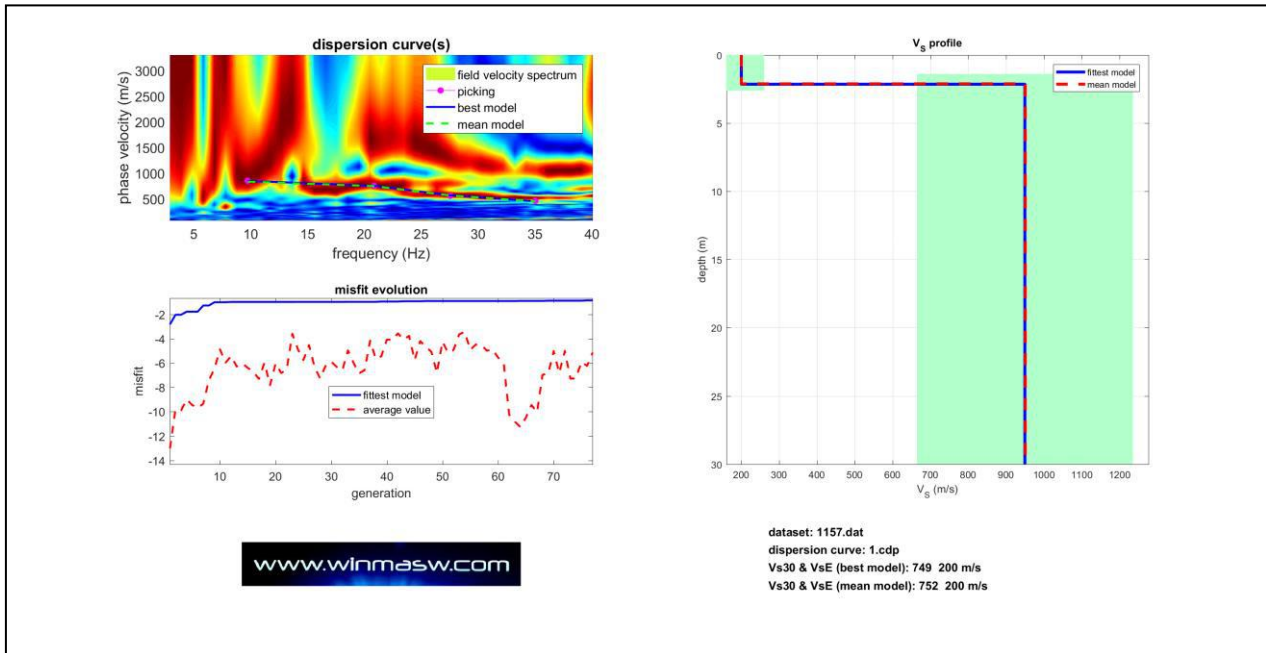 dispersion curve(s)
3000
2500
2000
1500
1000
500
phase velocity (m/s)
field velocity spectrum
picking
best model
mean model
5 10 15 20 25 30 35 40
frequency (Hz)
misfit evolution
-2
-4
-6
-8
-10
-12
-14
misfit
fittest model
average value
10 20 30 40 50 60 70
generation
www.winmasw.com
VS profile
fittest model
mean model
0
5
10
15
20
25
30
depth (m)
200 300 400 500 600 700 800 900 1000 1100 1200
VS (m/s)
dataset: 1157.dat
dispersion curve: 1.cdp
Vs30 & VsE (best model): 749 200 m/s
Vs30 & VsE (mean model): 752 200 m/s